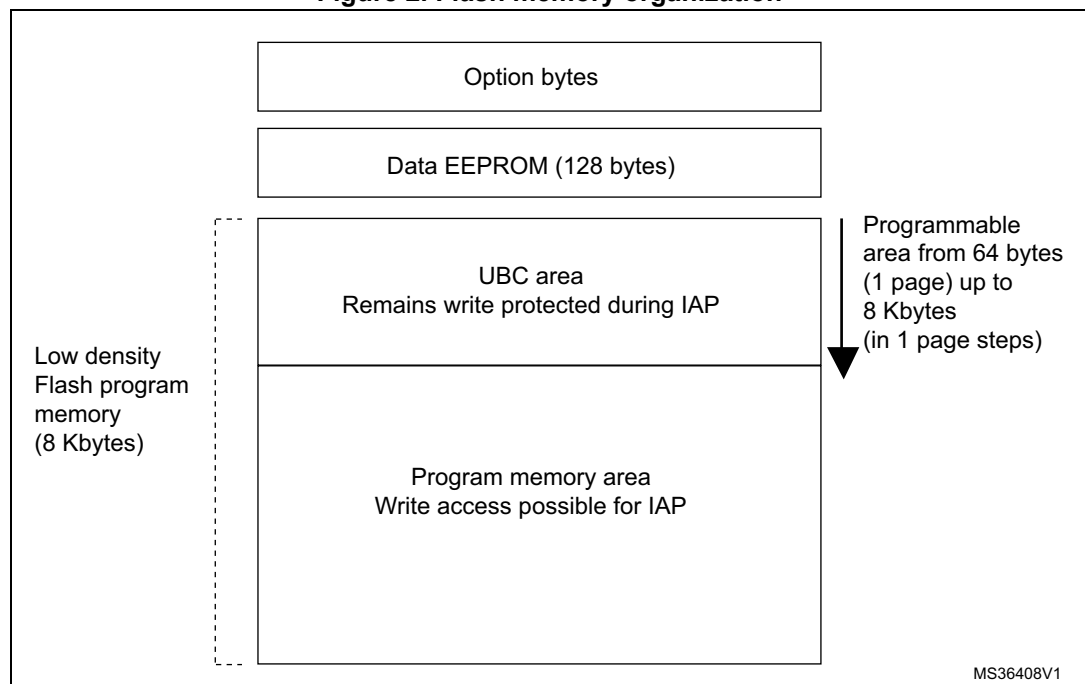 Option bytes
Data EEPROM (128 bytes)
UBC area
Remains write protected during IAP
Programmable
area from 64 bytes
(1 page) up to
8 Kbytes
(in 1 page steps)
Low density
Flash program
memory
(8 Kbytes)
Program memory area
Write access possible for IAP
MS36408V1